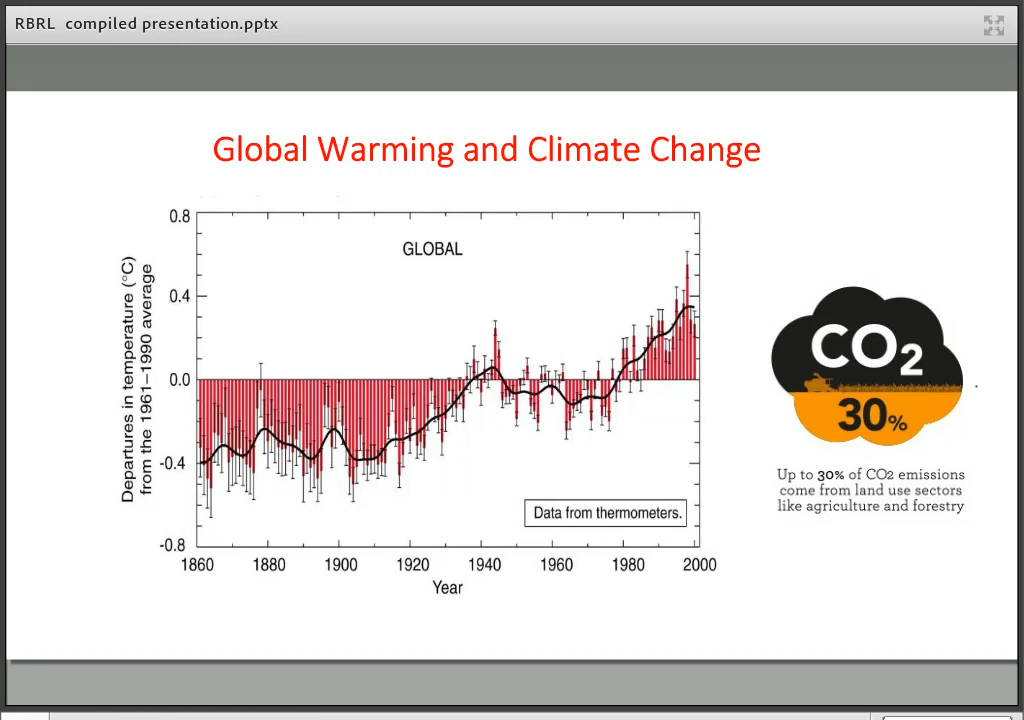 RBRL compiled presentation.pptx
Global Warming and Climate Change
0.8
0.4
0.0
-0.4
-0.8
Departures in temperature (°C)
from the 1961–1990 average
GLOBAL
Data from thermometers.
1860 1880 1900 1920 1940 1960 1980 2000
Year
CO2
30%
Up to 30% of CO2 emissions
come from land use sectors
like agriculture and forestry